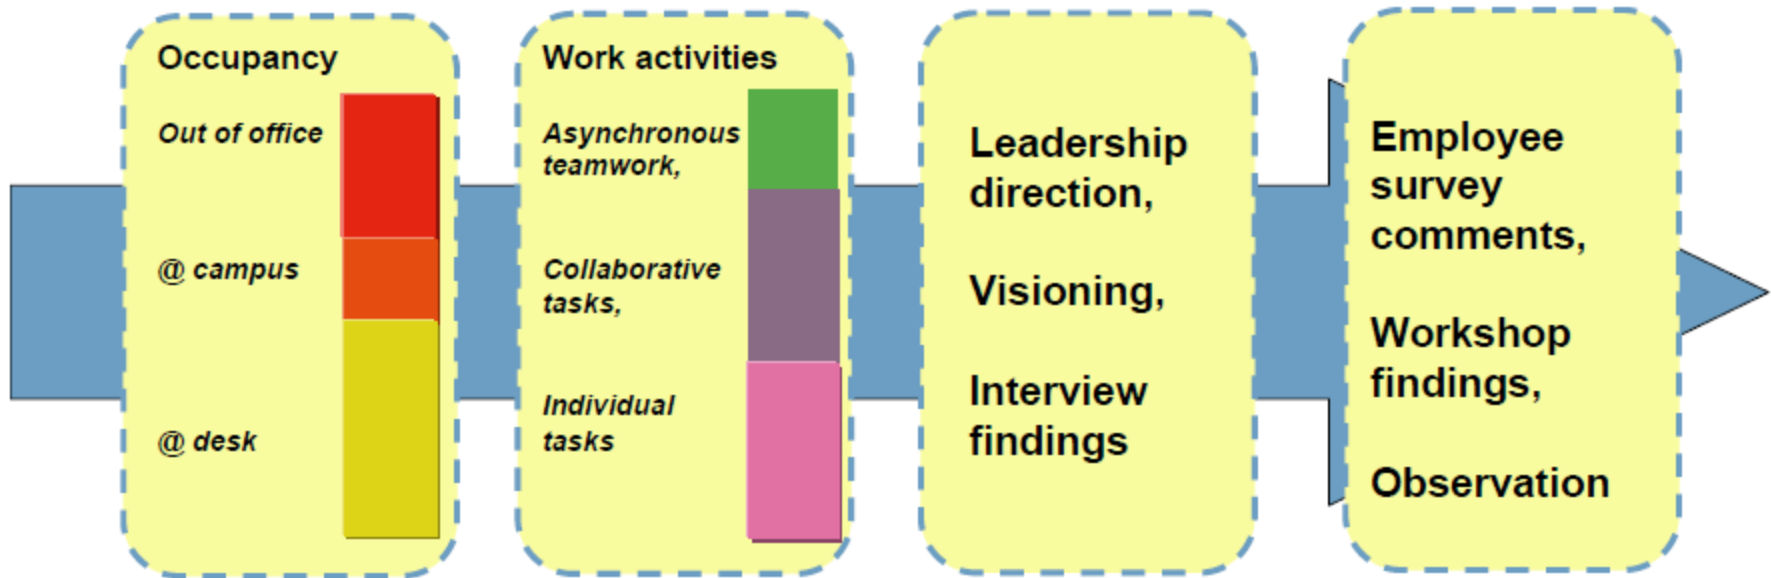 Occupancy
Out of office
@ campus
@ desk
Work activities
Asynchronous
teamwork,
Collaborative
tasks,
Individual
tasks
Leadership
direction,
Visioning,
Interview
findings
Employee
survey
comments,
Workshop
findings,
Observation